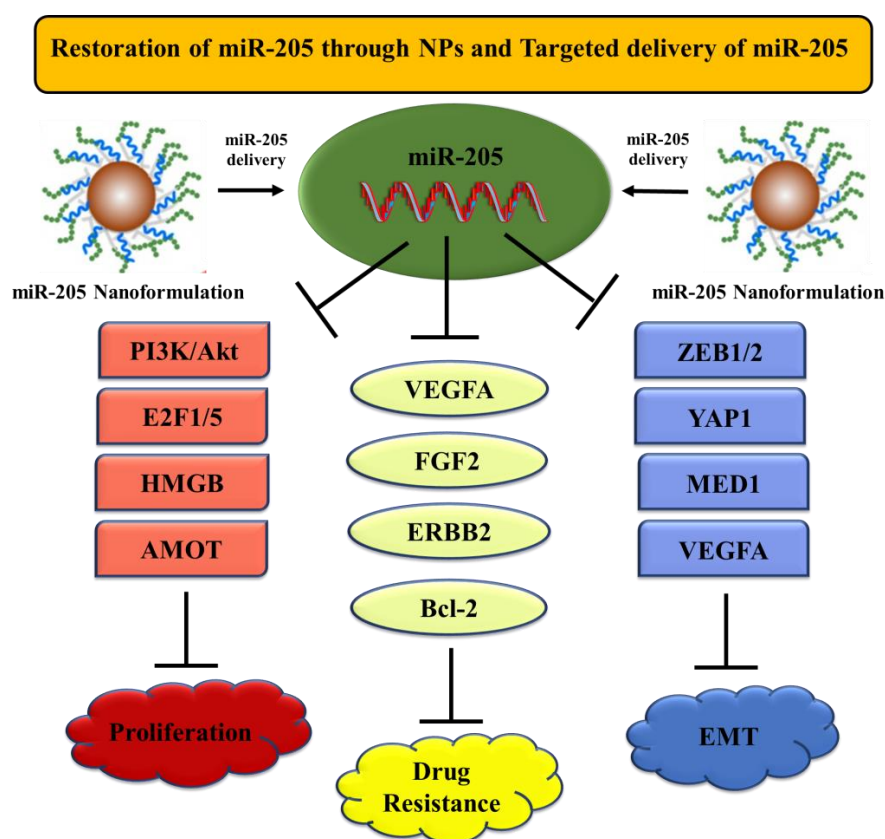 Restoration of miR-205 through NPs and Targeted delivery of miR-205
miR-205
delivery
miR-205
miR-205
delivery
miR-205 Nanoformulation
miR-205 Nanoformulation
PI3K/Akt
E2F1/5
HMGB
AMOT
Proliferation
VEGFA
FGF2
ERBB2
Bcl-2
Drug
Resistance
ZEB1/2
YAP1
MED1
VEGFA
EMT